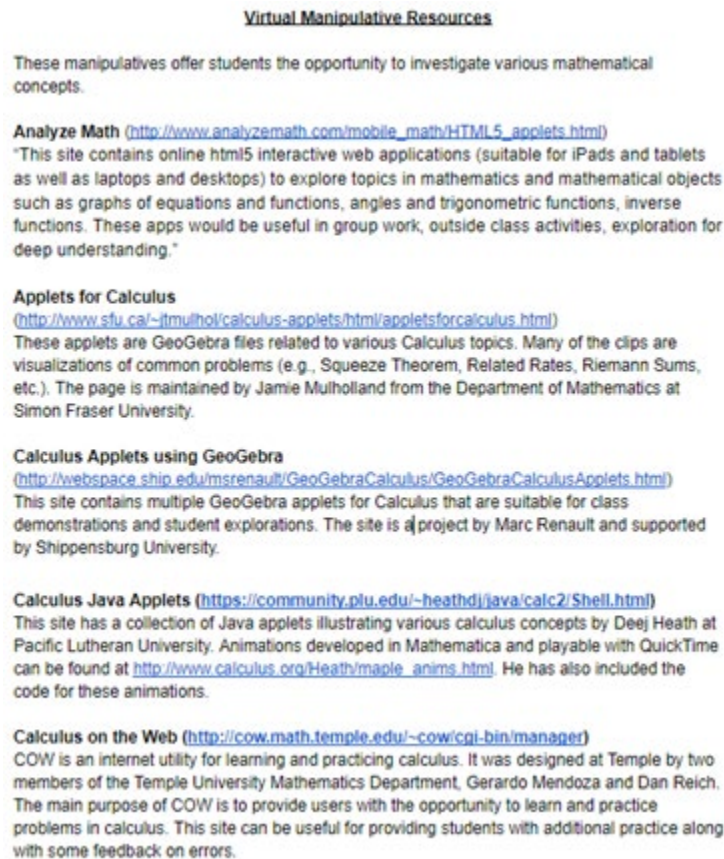 Virtual Manipulative Resources
These manipulatives offer students the opportunity to investigate various mathematical
concepts.
Analyze Math (http://www.analyzemath.com/mobile_math/HTML5_applets.html)
"This site contains online html5 interactive web applications (suitable for iPads and tablets
as well as laptops and desktops) to explore topics in mathematics and mathematical objects
such as graphs of equations and functions, angles and trigonometric functions, inverse
functions. These apps would be useful in group work, outside class activities, exploration for
deep understanding."
Applets for Calculus
(http://www.sfu.ca/~jtmulhol/calculus-applets/html/appletsforcalculus.html)
These applets are GeoGebra files related to various Calculus topics. Many of the clips are
visualizations of common problems (e.g., Squeeze Theorem, Related Rates, Riemann Sums,
etc.). The page is maintained by Jamie Mulholland from the Department of Mathematics at
Simon Fraser University.
Calculus Applets using GeoGebra
(http://webspace.ship.edu/msrenault/GeoGebraCalculus/GeoGebraCalculusApplets.html)
This site contains multiple GeoGebra applets for Calculus that are suitable for class
demonstrations and student explorations. The site is a project by Marc Renault and supported
by Shippensburg University.
Calculus Java Applets (https://community.plu.edu/~heathdj/java/calc2/Shell.html)
This site has a collection of Java applets illustrating various calculus concepts by Deej Heath at
Pacific Lutheran University. Animations developed in Mathematica and playable with QuickTime
can be found at http://www.calculus.org/Heath/maple_anims.html. He has also included the
code for these animations.
Calculus on the Web (http://cow.math.temple.edu/~cow/cgi-bin/manager)
COW is an internet utility for learning and practicing calculus. It was designed at Temple by two
members of the Temple University Mathematics Department, Gerardo Mendoza and Dan Reich.
The main purpose of COW is to provide users with the opportunity to learn and practice
problems in calculus. This site can be useful for providing students with additional practice along
with some feedback on errors.